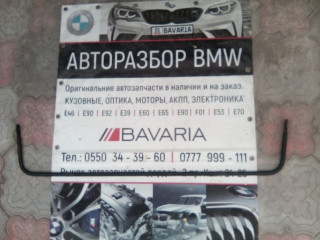 BAVARIA
АВТОРАЗБОР BMW
Оригинальные автозапчасти в наличии и на заказ.
КУЗОВНЫЕ, ОПТИКА, МОТОРЫ, АКПП, ЭЛЕКТРОНИКА
E46 | E90 | E92 | E39 | E60 | E65 | E90 | F01 | E53 | E70
BAVARIA
Тел.: 0550 34-39-60 | 0777 999-111